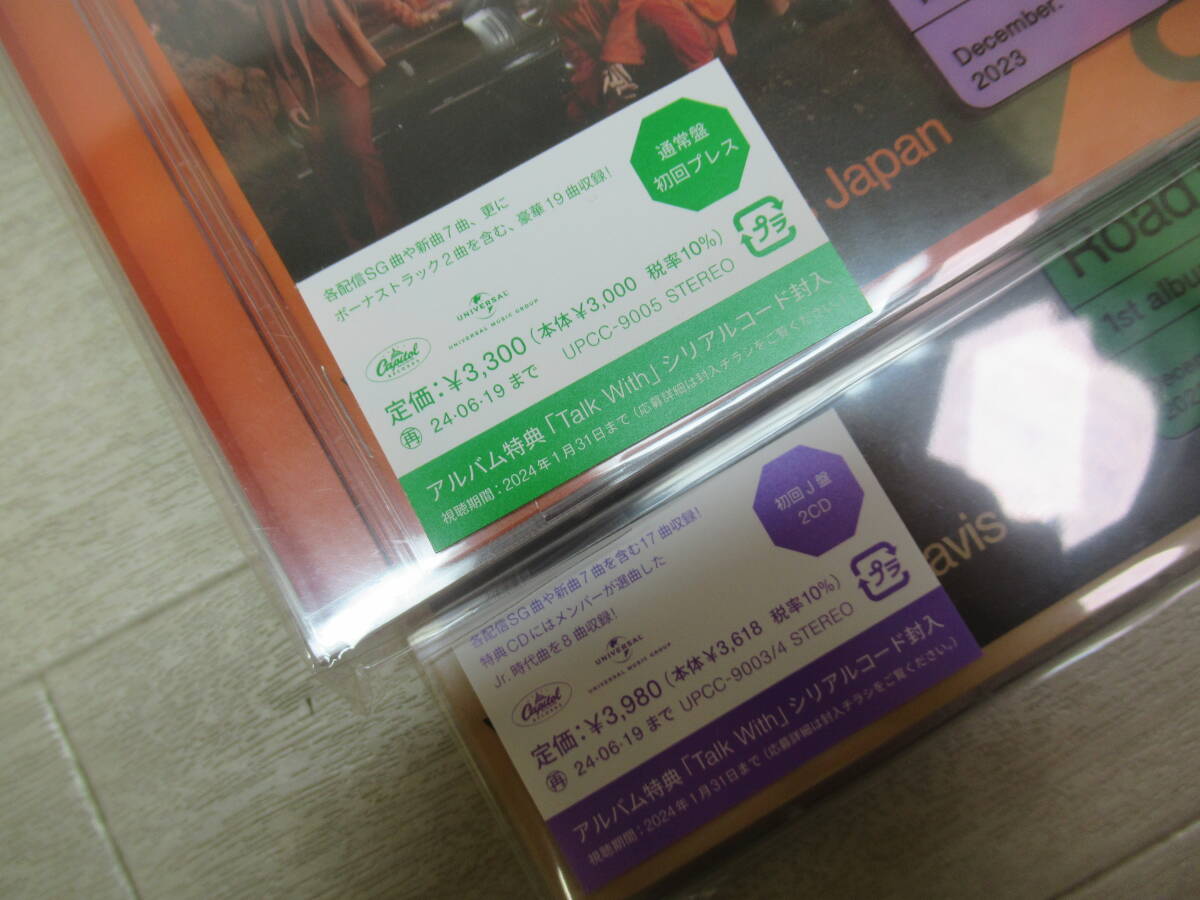 December.
2023
Japan
通常盤
初回プレス
各配信SG曲や新曲7曲、更に
ボーナストラック2曲を含む、豪華19曲収録!
プラ
UNIVERSAL
UNIVERSAL MUSIC GROUP
Capitol
RECORDS
定価:¥3,300(本体¥3,000 税率10%)
再 24・06・19まで UPCC-9005 STEREO
アルバム特典「Talk With」シリアルコード封入
視聴期間:2024年1月31日まで(応募詳細は封入チラシをご覧ください。)
Road
1st albu
avis
初回J盤
2CD
各配信SG曲や新曲7曲を含む17曲収録!
特典CDにはメンバーが選曲した
Jr.時代曲を8曲収録!
プラ
UNIVERSAL
UNIVERSAL MUSIC GROUP
Capitol
RECORDS
定価:¥3,980(本体¥3,618 税率10%)
再 24・06・19まで UPCC-9003/4 STEREO
アルバム特典「Talk With」シリアルコード封入
視聴期間:2024年1月31日まで(応募詳細は封入チラシをご覧ください。)